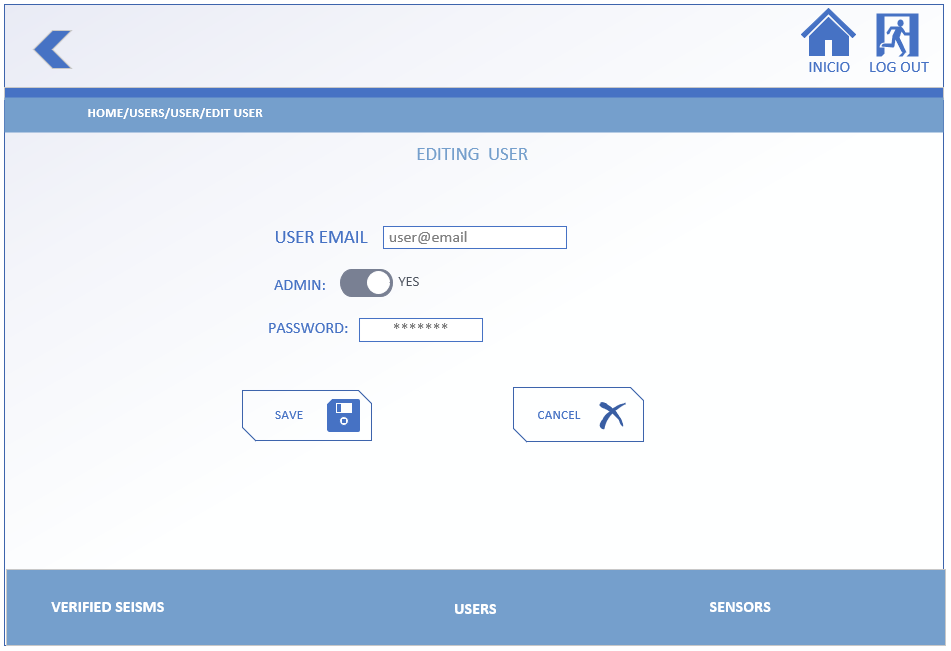 INICIO LOG OUT
HOME/USERS/USER/EDIT USER
EDITING USER
USER EMAIL user@email
ADMIN: YES
PASSWORD: *******
SAVE CANCEL
VERIFIED SEISMS USERS SENSORS